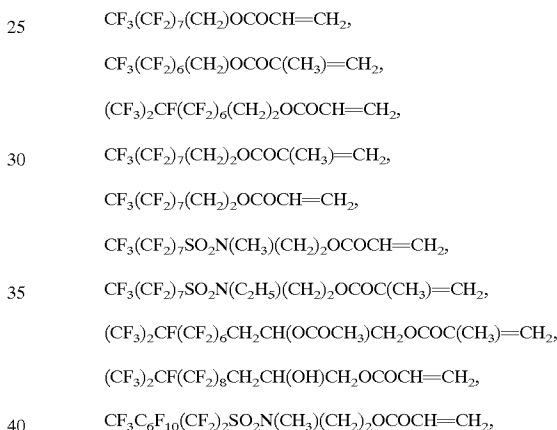 25 CF₃(CF₂)₇(CH₂)OCOCH=CH₂,
CF₃(CF₂)₆(CH₂)OCOC(CH₃)=CH₂,
(CF₃)₂CF(CF₂)₆(CH₂)₂OCOCH=CH₂,
30 CF₃(CF₂)₇(CH₂)₂OCOC(CH₃)=CH₂,
CF₃(CF₂)₇(CH₂)₂OCOCH=CH₂,
CF₃(CF₂)₇SO₂N(CH₃)(CH₂)₂OCOCH=CH₂,
35 CF₃(CF₂)₇SO₂N(C₂H₅)(CH₂)₂OCOC(CH₃)=CH₂,
(CF₃)₂CF(CF₂)₆CH₂CH(OCOCH₃)CH₂OCOC(CH₃)=CH₂,
(CF₃)₂CF(CF₂)₈CH₂CH(OH)CH₂OCOCH=CH₂,
40 CF₃C₆F₁₀(CF₂)₂SO₂N(CH₃)(CH₂)₂OCOCH=CH₂,